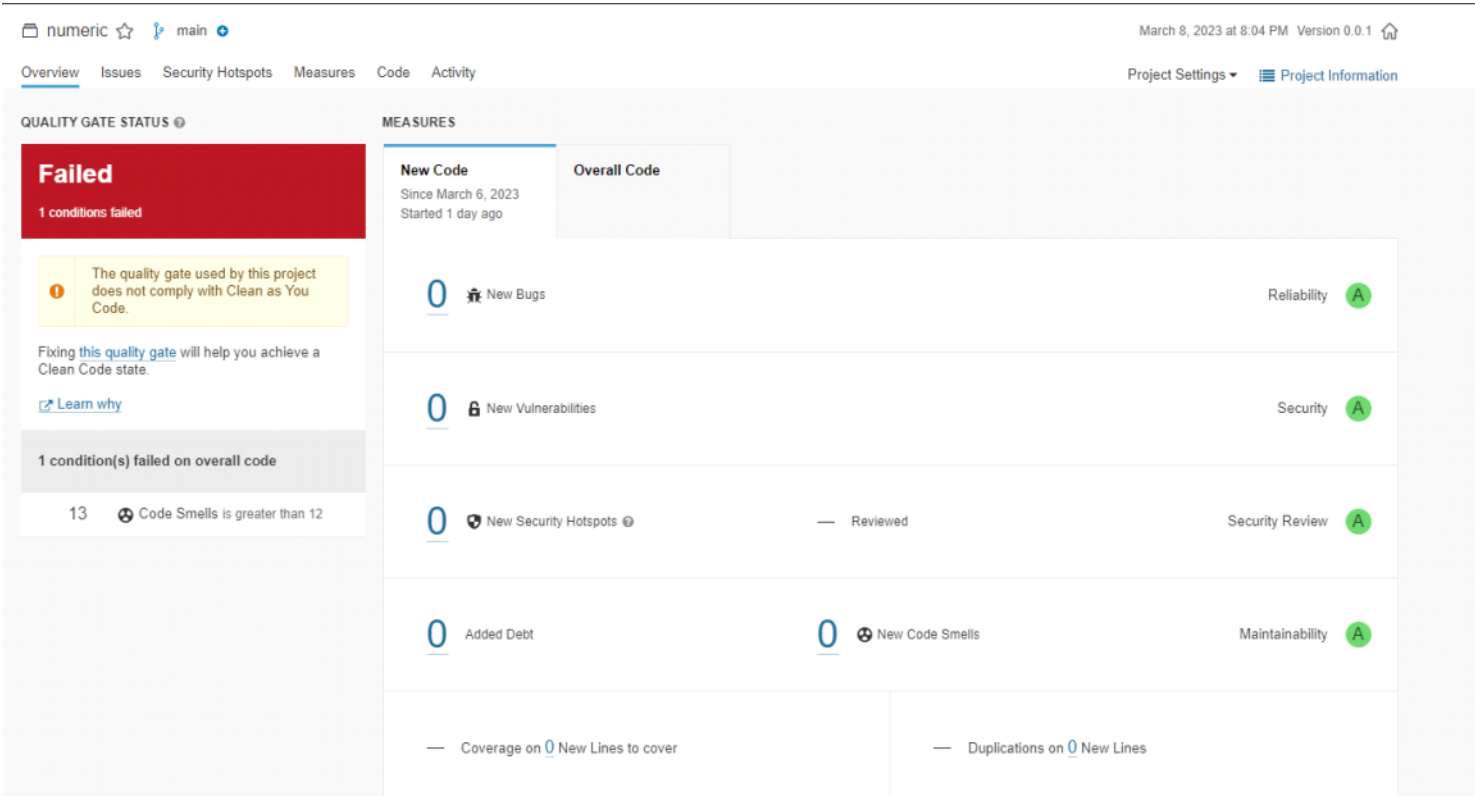 numeric main
March 8, 2023 at 8:04 PM Version 0.0.1
Overview Issues Security Hotspots Measures Code Activity
Project Settings Project Information
QUALITY GATE STATUS
Failed
1 conditions failed
The quality gate used by this project
does not comply with Clean as You
Code.
Fixing this quality gate will help you achieve a
Clean Code state.
Learn why
1 condition(s) failed on overall code
13 Code Smells is greater than 12
MEASURES
New Code
Since March 6, 2023
Started 1 day ago
Overall Code
0 New Bugs
Reliability A
0 New Vulnerabilities
Security A
0 New Security Hotspots
— Reviewed
Security Review A
0 Added Debt
0 New Code Smells
Maintainability A
— Coverage on 0 New Lines to cover
— Duplications on 0 New Lines